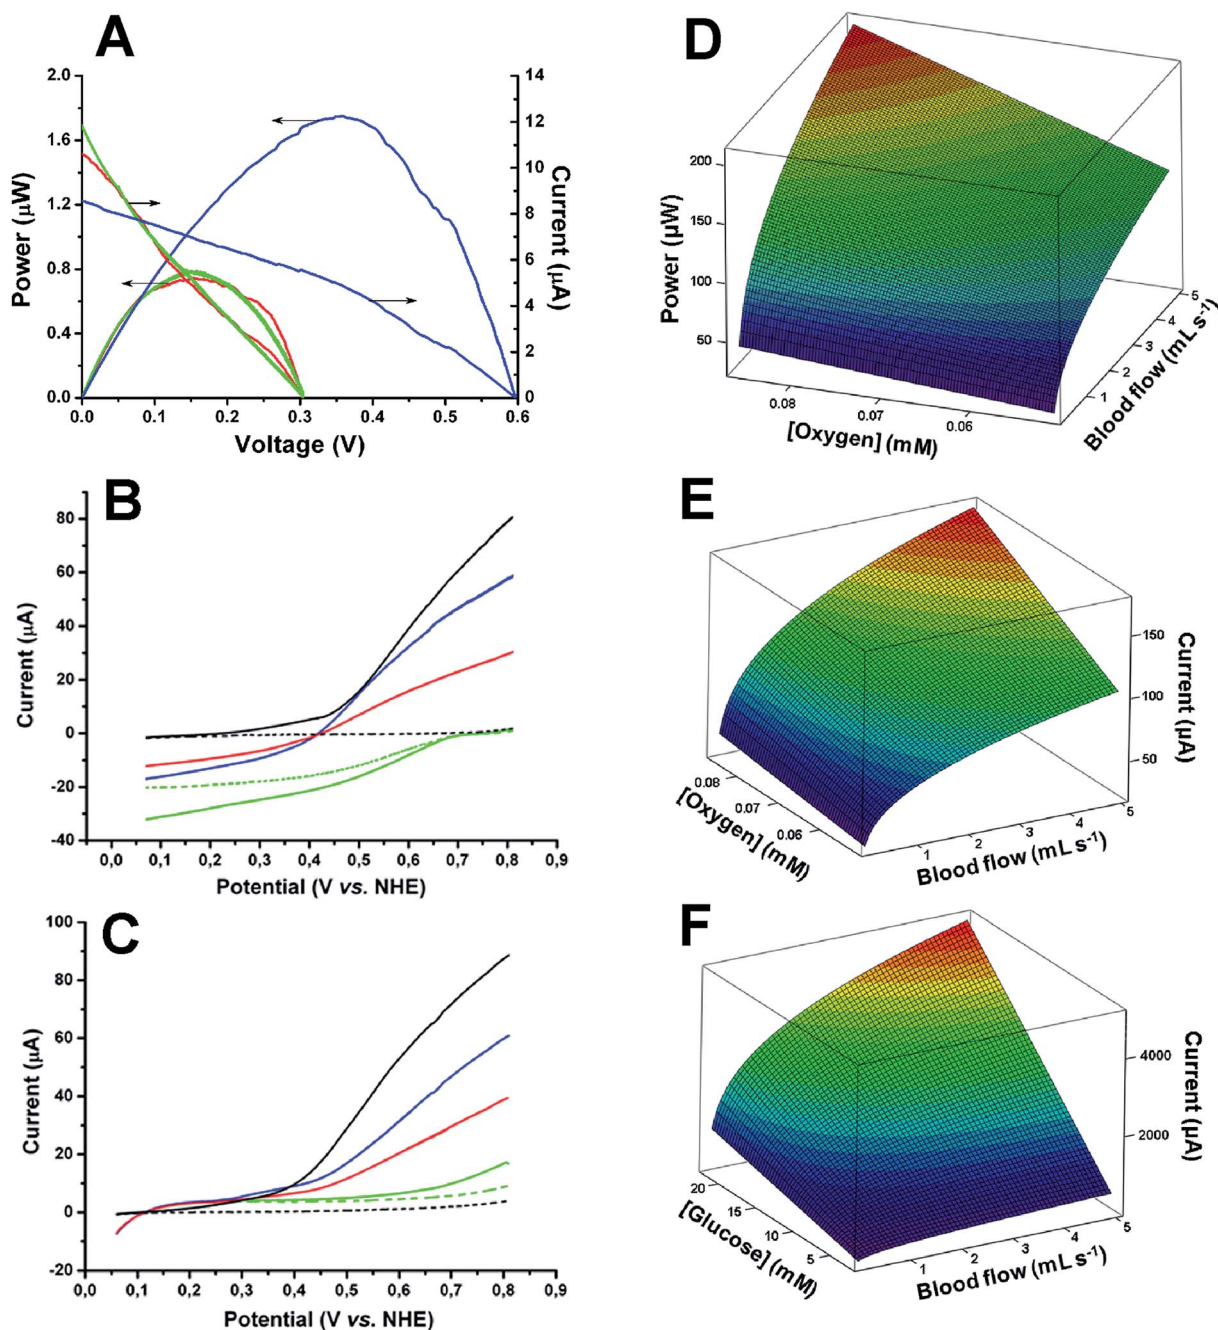 A
2.0
1.6
1.2
0.8
0.4
0.0
Power (µW)
14
12
10
8
6
4
2
0
Current (µA)
0.0 0.1 0.2 0.3 0.4 0.5 0.6
Voltage (V)
D
200
150
100
50
Power (µW)
0.08 0.07 0.06
[Oxygen] (mM)
1 2 3 4 5
Blood flow (mL s-1)
B
80
60
40
20
0
-20
-40
Current (µA)
0,0 0,1 0,2 0,3 0,4 0,5 0,6 0,7 0,8 0,9
Potential (V vs. NHE)
E
150
100
50
Current (µA)
0.08 0.07 0.06
[Oxygen] (mM)
1 2 3 4 5
Blood flow (mL s-1)
C
100
80
60
40
20
0
-20
Current (µA)
0,0 0,1 0,2 0,3 0,4 0,5 0,6 0,7 0,8 0,9
Potential (V vs. NHE)
F
4000
2000
Current (µA)
20 15 10 5
[Glucose] (mM)
1 2 3 4 5
Blood flow (mL s-1)